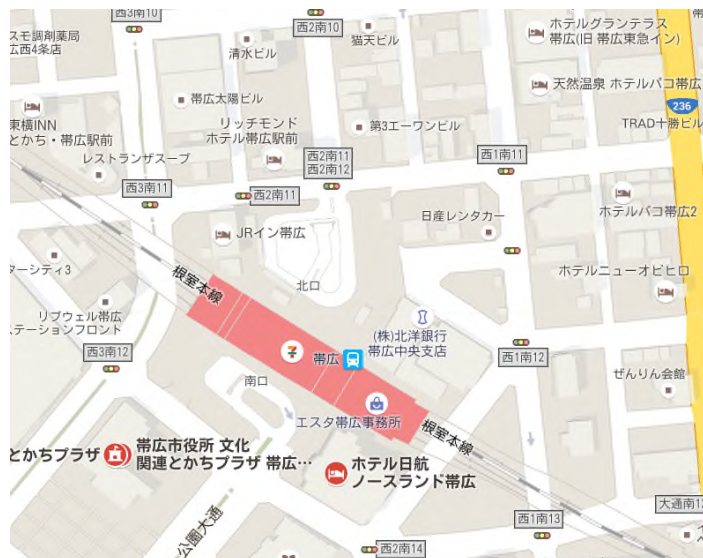 西3南10
西2南10
猫天ビル
ホテルグランテラス
帯広(旧 帯広東急イン)
スモ調剤薬局
広西4条店
清水ビル
天然温泉 ホテルパコ帯広
帯広太陽ビル
236
東横INN
とかち・帯広駅前
リッチモンド
ホテル帯広駅前
第3エーワンビル
TRAD十勝ビル
レストランザスープ
西2南11
西2南12
西1南11
西3南11
西2南11
ホテルパコ帯広2
日産レンタカー
JRイン帯広
ターシティ3
根室本線
北口
ホテルニューオビヒロ
リブウェル帯広
ステーションフロント
(株)北洋銀行
帯広中央支店
西3南12
帯広
西1南12
南口
ぜんりん会館
エスタ帯広事務所
根室本線
とかちプラザ
帯広市役所 文化
関連とかちプラザ 帯広…
ホテル日航
ノースランド帯広
大通南12
公園大通
西1南13
西2南14